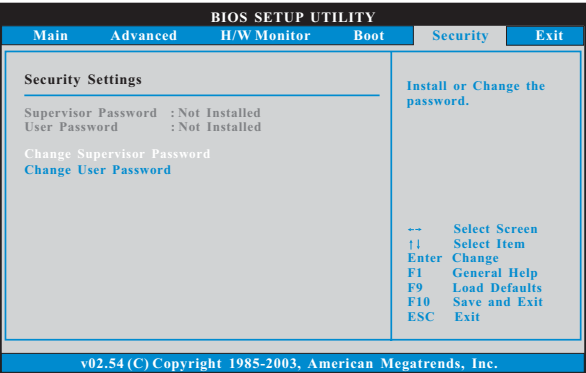 BIOS SETUP UTILITY
Main Advanced H/W Monitor Boot Security Exit
Security Settings
Supervisor Password : Not Installed
User Password : Not Installed
Change Supervisor Password
Change User Password
Install or Change the
password.
←→ Select Screen
↑↓ Select Item
Enter Change
F1 General Help
F9 Load Defaults
F10 Save and Exit
ESC Exit
v02.54 (C) Copyright 1985-2003, American Megatrends, Inc.